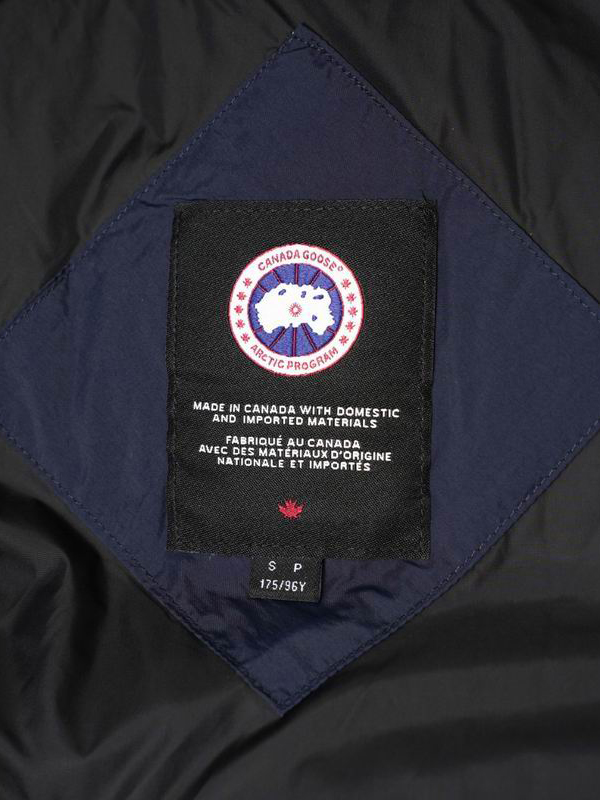 CANADA GOOSE®
ARCTIC PROGRAM
MADE IN CANADA WITH DOMESTIC
AND IMPORTED MATERIALS
FABRIQUÉ AU CANADA
AVEC DES MATÉRIAUX D'ORIGINE
NATIONALE ET IMPORTÉS
S P
175/96Y